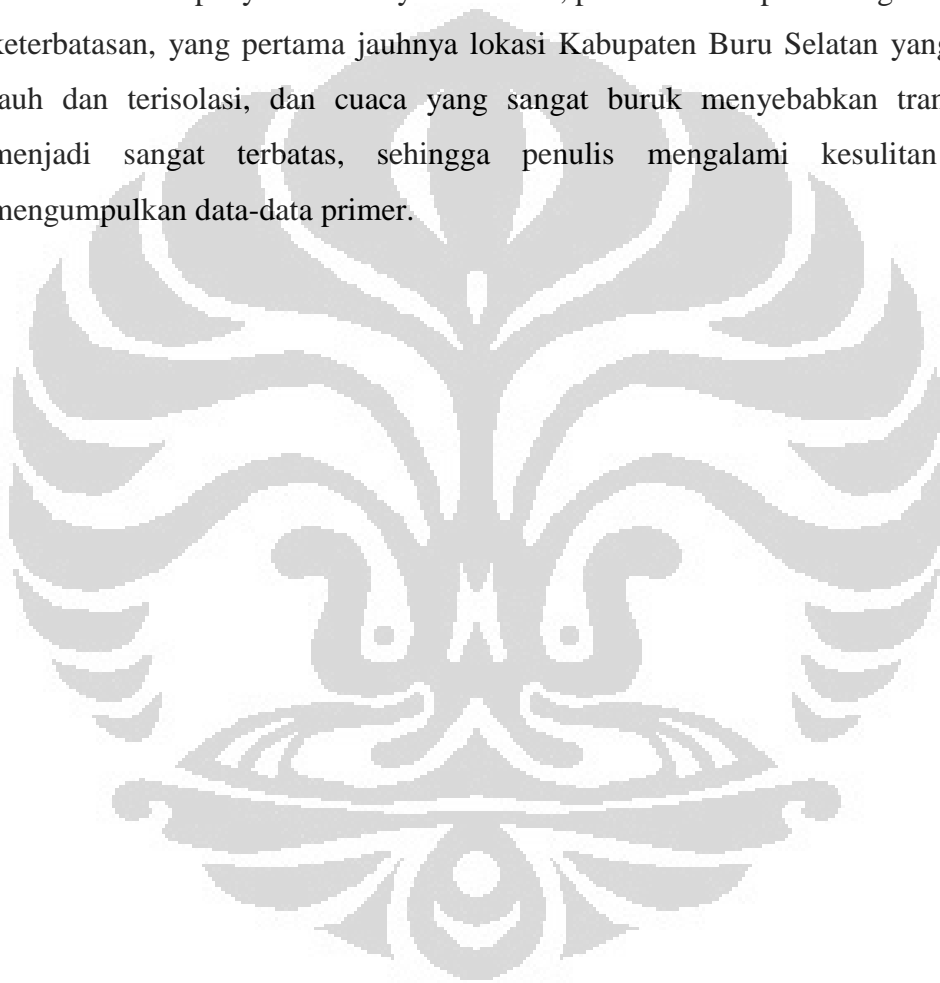 keterbatasan, yang pertama jauhnya lokasi Kabupaten Buru Selatan yang
jauh dan terisolasi, dan cuaca yang sangat buruk menyebabkan tran
menjadi sangat terbatas, sehingga penulis mengalami kesulitan
mengumpulkan data-data primer.